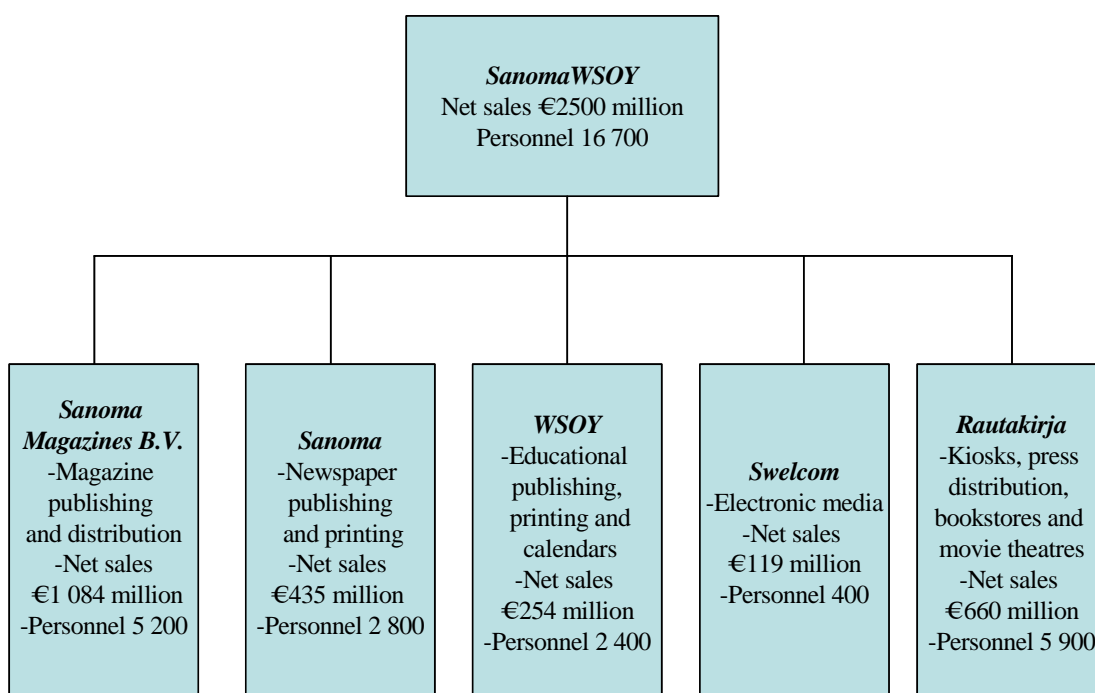 SanomaWSOY
Net sales €2500 million
Personnel 16 700
Sanoma
Magazines B.V.
-Magazine
publishing
and distribution
-Net sales
€1 084 million
-Personnel 5 200
Sanoma
-Newspaper
publishing
and printing
-Net sales
€435 million
-Personnel 2 800
WSOY
-Educational
publishing,
printing and
calendars
-Net sales
€254 million
-Personnel 2 400
Swelcom
-Electronic media
-Net sales
€119 million
-Personnel 400
Rautakirja
-Kiosks, press
distribution,
bookstores and
movie theatres
-Net sales
€660 million
-Personnel 5 900